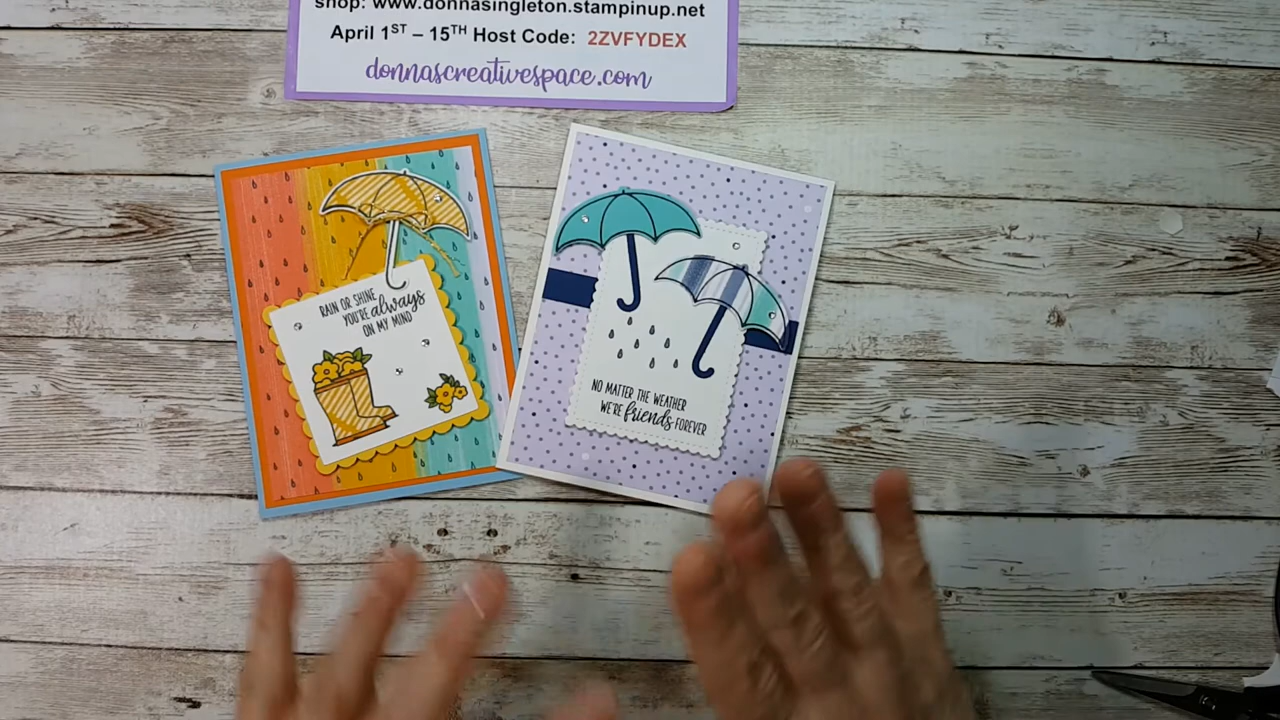 shop: www.donnasingleton.stampinup.net
April 1ST – 15TH Host Code: 2ZVFYDEX
donnascreativespace.com
RAIN OR SHINE
YOU'RE always
ON MY MIND
NO MATTER THE WEATHER
WE'RE friends FOREVER